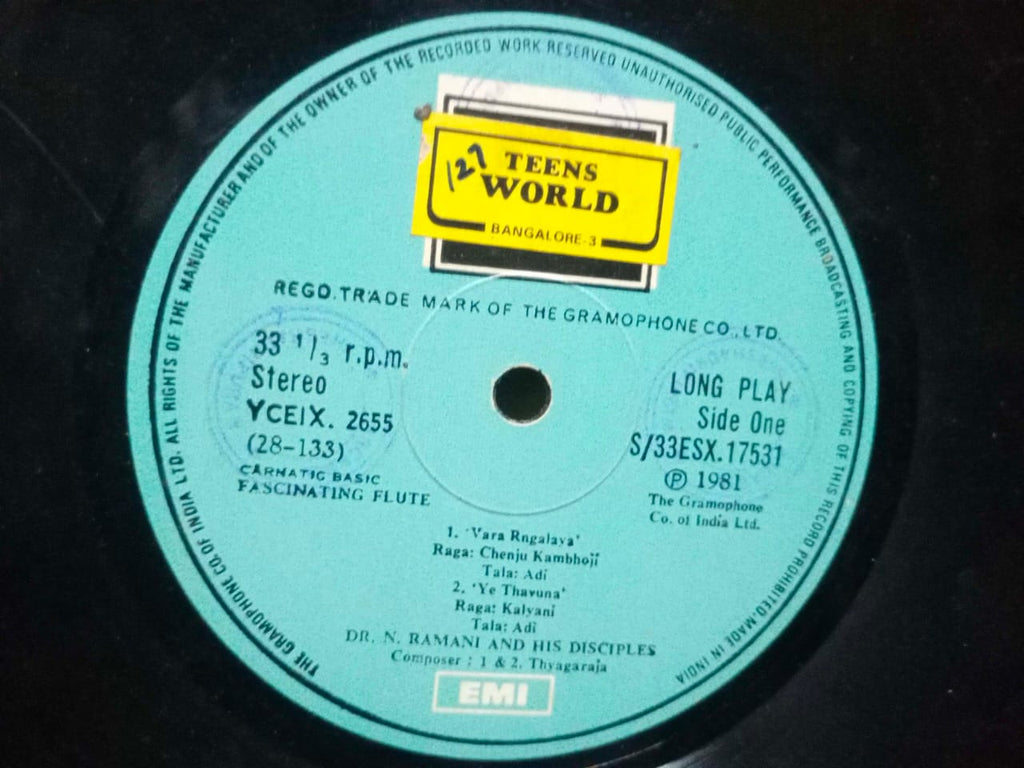 THE GRAMOPHONE CO. OF INDIA LTD. ALL RIGHTS OF THE MANUFACTURER AND OF THE OWNER OF THE RECORDED WORK RESERVED UNAUTHORISED PUBLIC PERFORMANCE BROADCASTING AND COPYING OF THIS RECORD PROHIBITED. MADE IN INDIA
127 TEENS
WORLD
BANGALORE-3
REGD. TRADE MARK OF THE GRAMOPHONE CO., LTD.
33 1/3 r.p.m.
Stereo
YCEIX. 2655
(28-133)
CARNATIC BASIC
FASCINATING FLUTE
LONG PLAY
Side One
S/33ESX.17531
℗ 1981
The Gramophone
Co. of India Ltd.
1. 'Vara Rngalaya'
Raga: Chenju Kambhoji
Tala: Adi
2. 'Ye Thavuna'
Raga: Kalyani
Tala: Adi
DR. N. RAMANI AND HIS DISCIPLES
Composer : 1 & 2. Thyagaraja
EMI